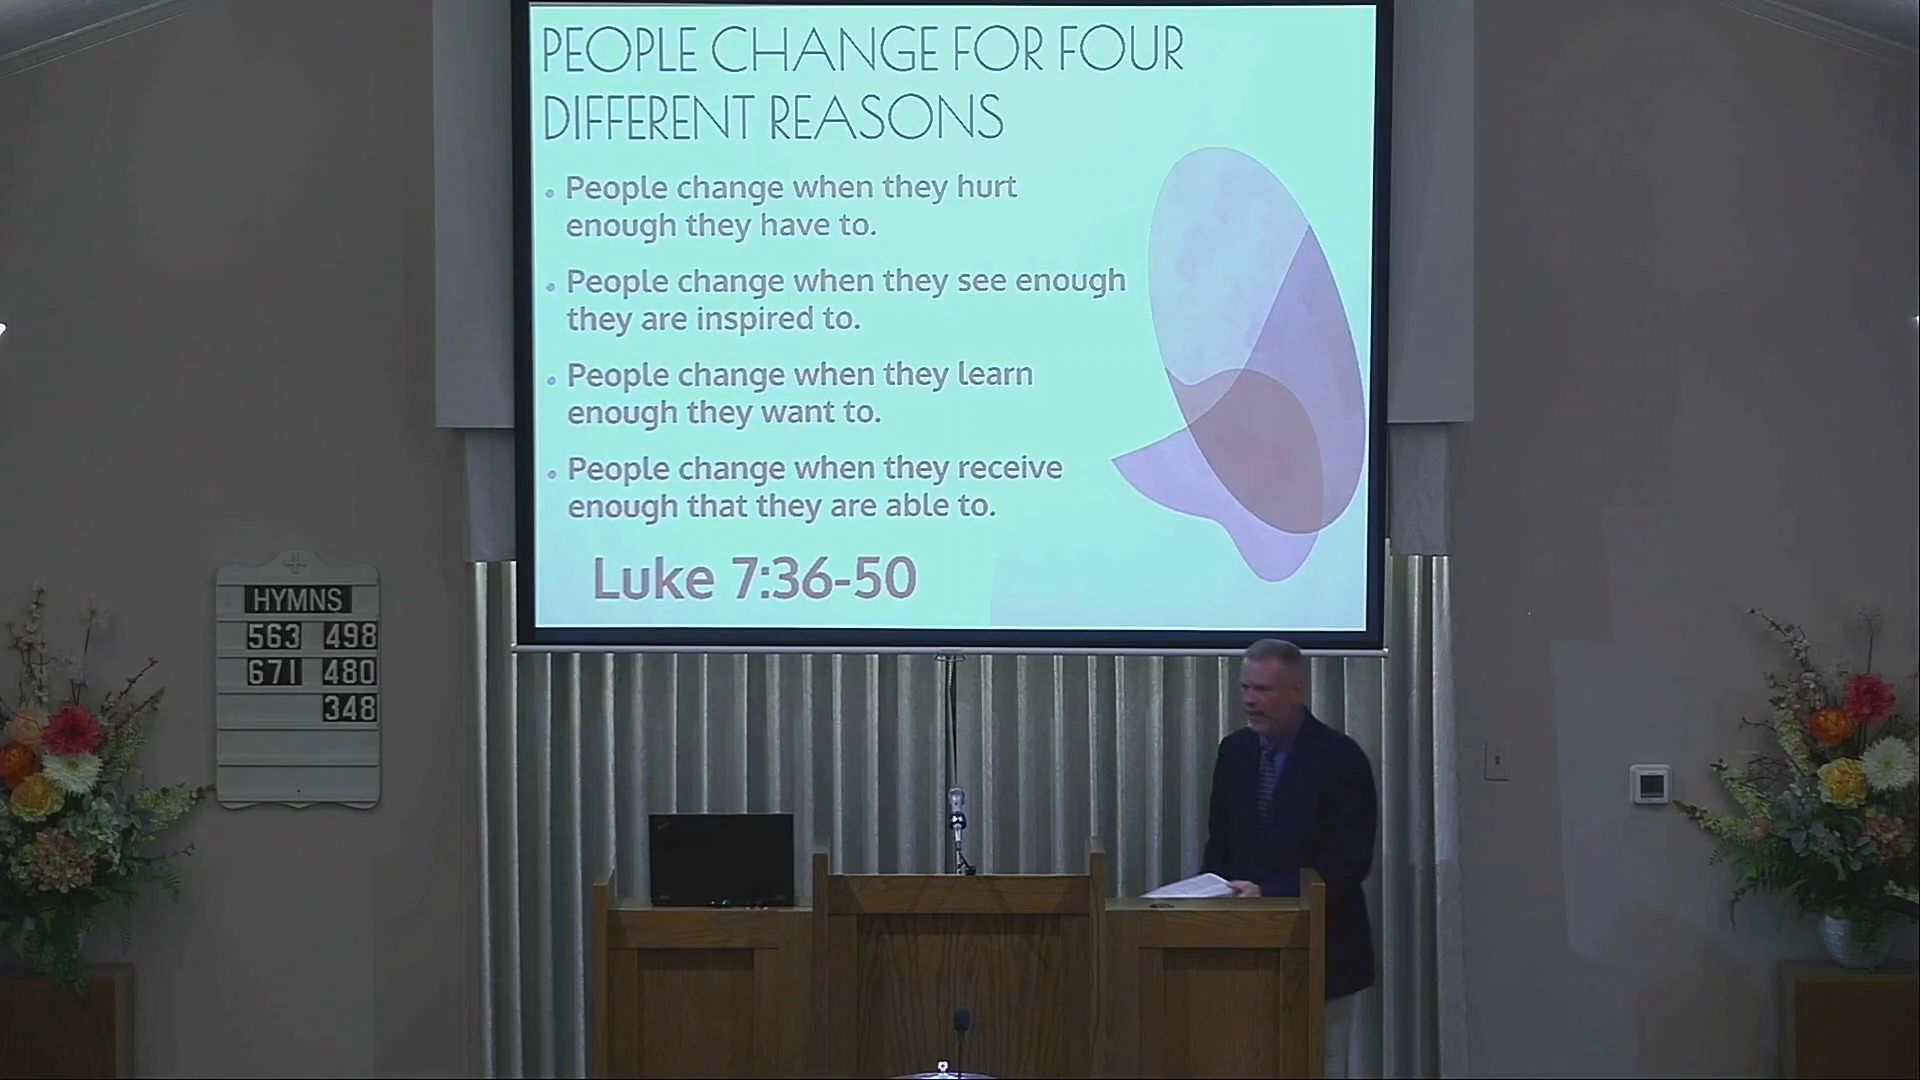 PEOPLE CHANGE FOR FOUR
DIFFERENT REASONS
People change when they hurt
enough they have to.
People change when they see enough
they are inspired to.
People change when they learn
enough they want to.
People change when they receive
enough that they are able to.
Luke 7:36-50
HYMNS
563 498
671 480
348